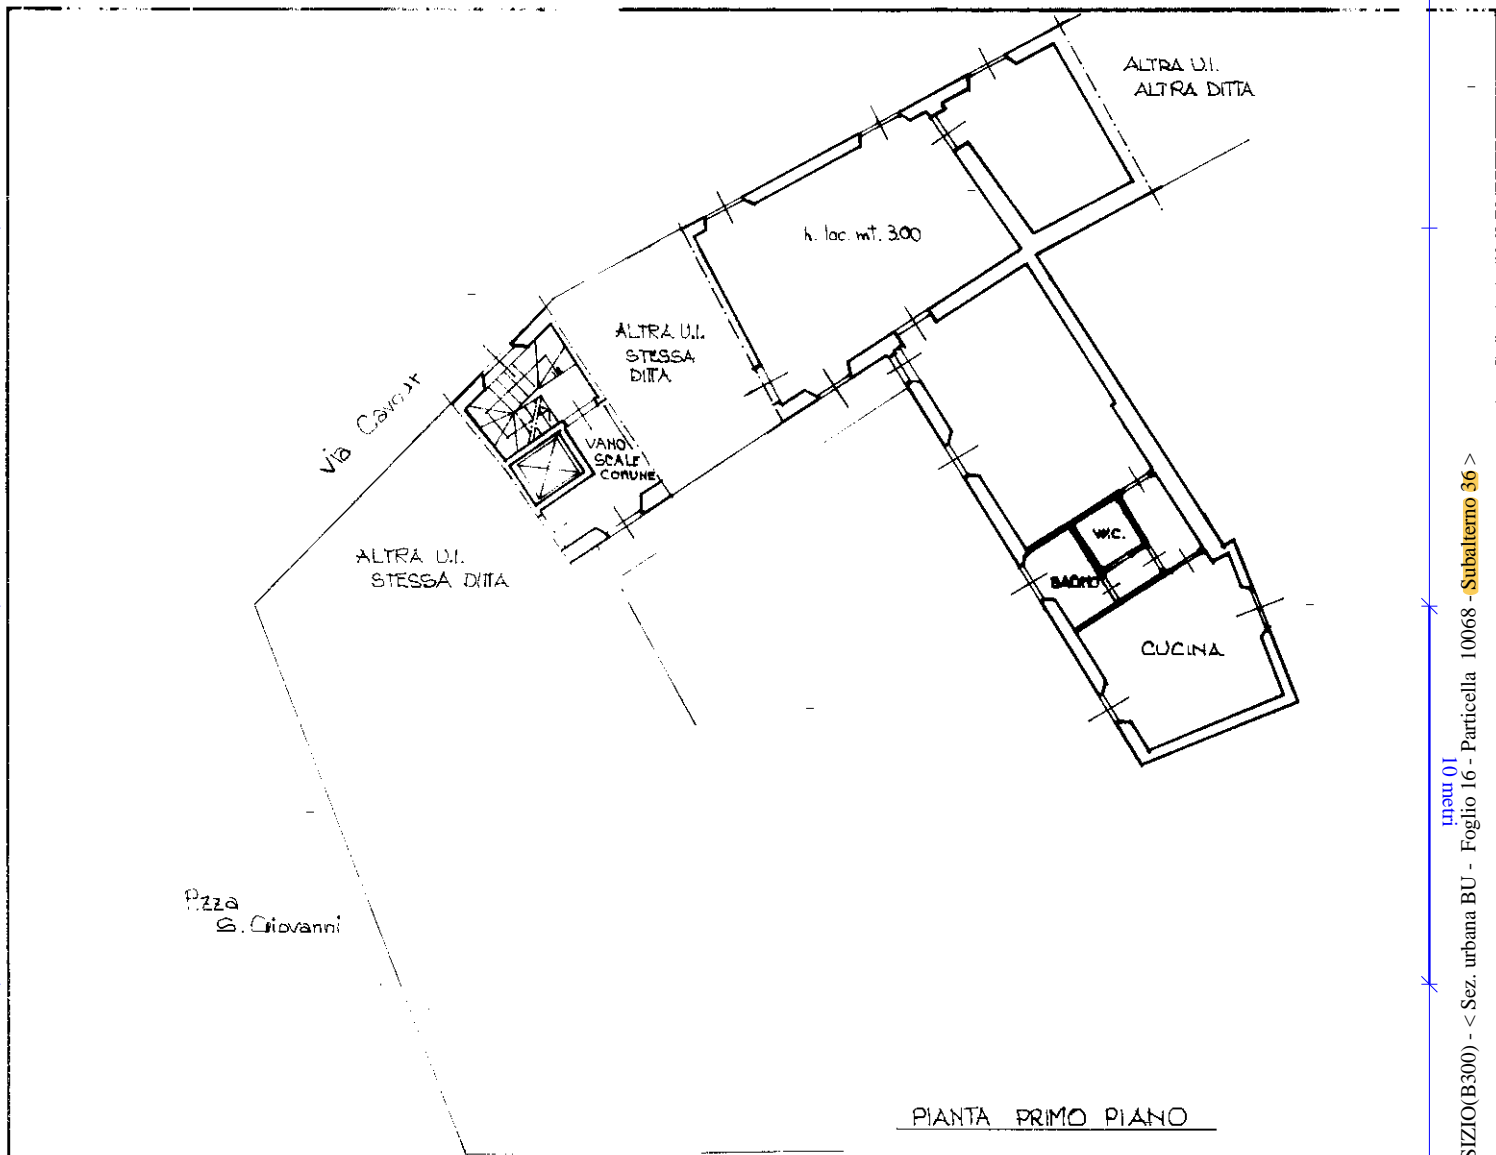 ALTRA U.I.
ALTRA DITTA
h. loc. mt. 3.00
ALTRA U.I.
STESSA
DITTA
Via Cavour
VANO
SCALE
COMUNE
ALTRA U.I.
STESSA DITTA
W.C.
BAGNO
CUCINA
P.zza
S. Giovanni
PIANTA PRIMO PIANO
10 metri
SIZIO(B300) - < Sez. urbana BU - Foglio 16 - Particella 10068 - Subalterno 36 >